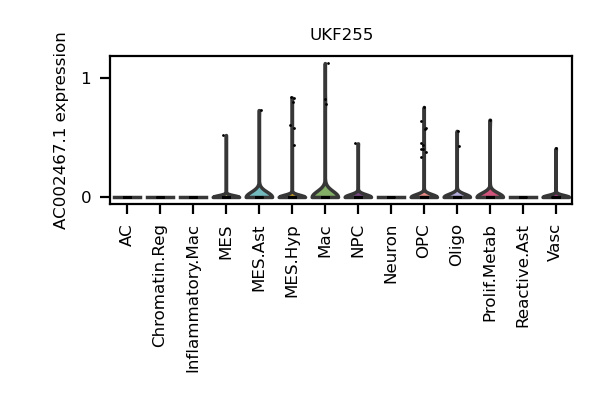 UKF255
AC002467.1 expression
1
0
AC
Chromatin.Reg
Inflammatory.Mac
MES
MES.Ast
MES.Hyp
Mac
NPC
Neuron
OPC
Oligo
Prolif.Metab
Reactive.Ast
Vasc